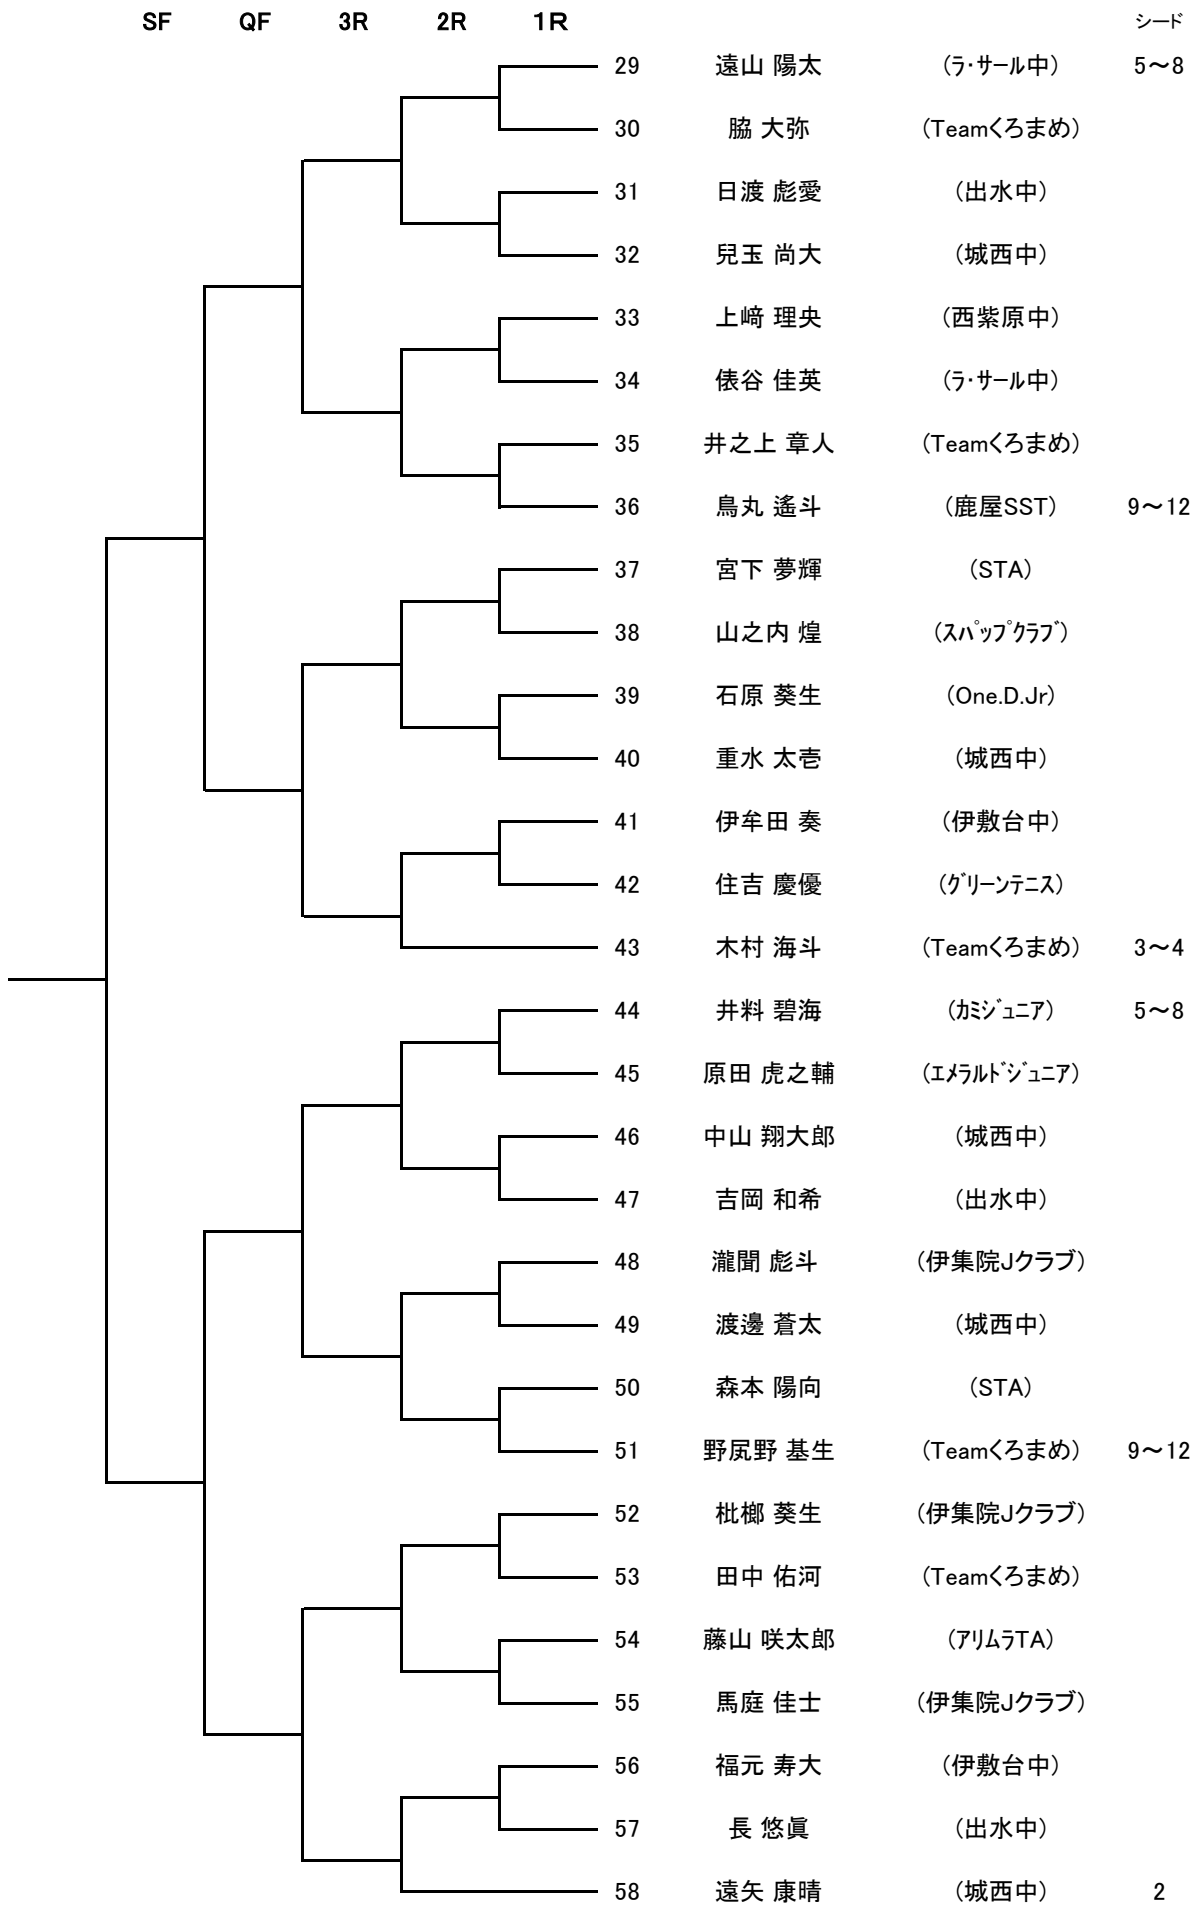 SF QF 3R 2R 1R シード
29 遠山 陽太 (ラ・サール中) 5～8
30 脇 大弥 (Teamくろまめ)
31 日渡 彪愛 (出水中)
32 兒玉 尚大 (城西中)
33 上﨑 理央 (西紫原中)
34 俵谷 佳英 (ラ・サール中)
35 井之上 章人 (Teamくろまめ)
36 鳥丸 遙斗 (鹿屋SST) 9～12
37 宮下 夢輝 (STA)
38 山之内 煌 (スパップクラブ)
39 石原 葵生 (One.D.Jr)
40 重水 太壱 (城西中)
41 伊牟田 奏 (伊敷台中)
42 住吉 慶優 (グリーンテニス)
43 木村 海斗 (Teamくろまめ) 3～4
44 井料 碧海 (カミジュニア) 5～8
45 原田 虎之輔 (エメラルドジュニア)
46 中山 翔大郎 (城西中)
47 吉岡 和希 (出水中)
48 瀧聞 彪斗 (伊集院Jクラブ)
49 渡邊 蒼太 (城西中)
50 森本 陽向 (STA)
51 野尻野 基生 (Teamくろまめ) 9～12
52 枇榔 葵生 (伊集院Jクラブ)
53 田中 佑河 (Teamくろまめ)
54 藤山 咲太郎 (アリムラTA)
55 馬庭 佳士 (伊集院Jクラブ)
56 福元 寿大 (伊敷台中)
57 長 悠眞 (出水中)
58 遠矢 康晴 (城西中) 2